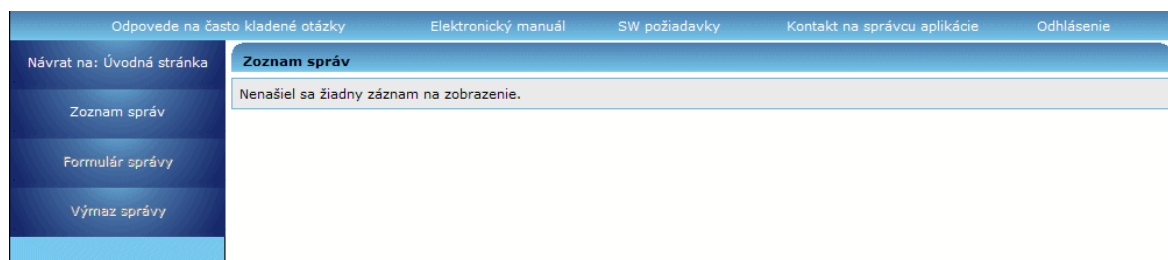 Odpovede na často kladené otázky Elektronický manuál SW požiadavky Kontakt na správcu aplikácie Odhlásenie
Návrat na: Úvodná stránka
Zoznam správ
Formulár správy
Výmaz správy
Zoznam správ
Nenašiel sa žiadny záznam na zobrazenie.